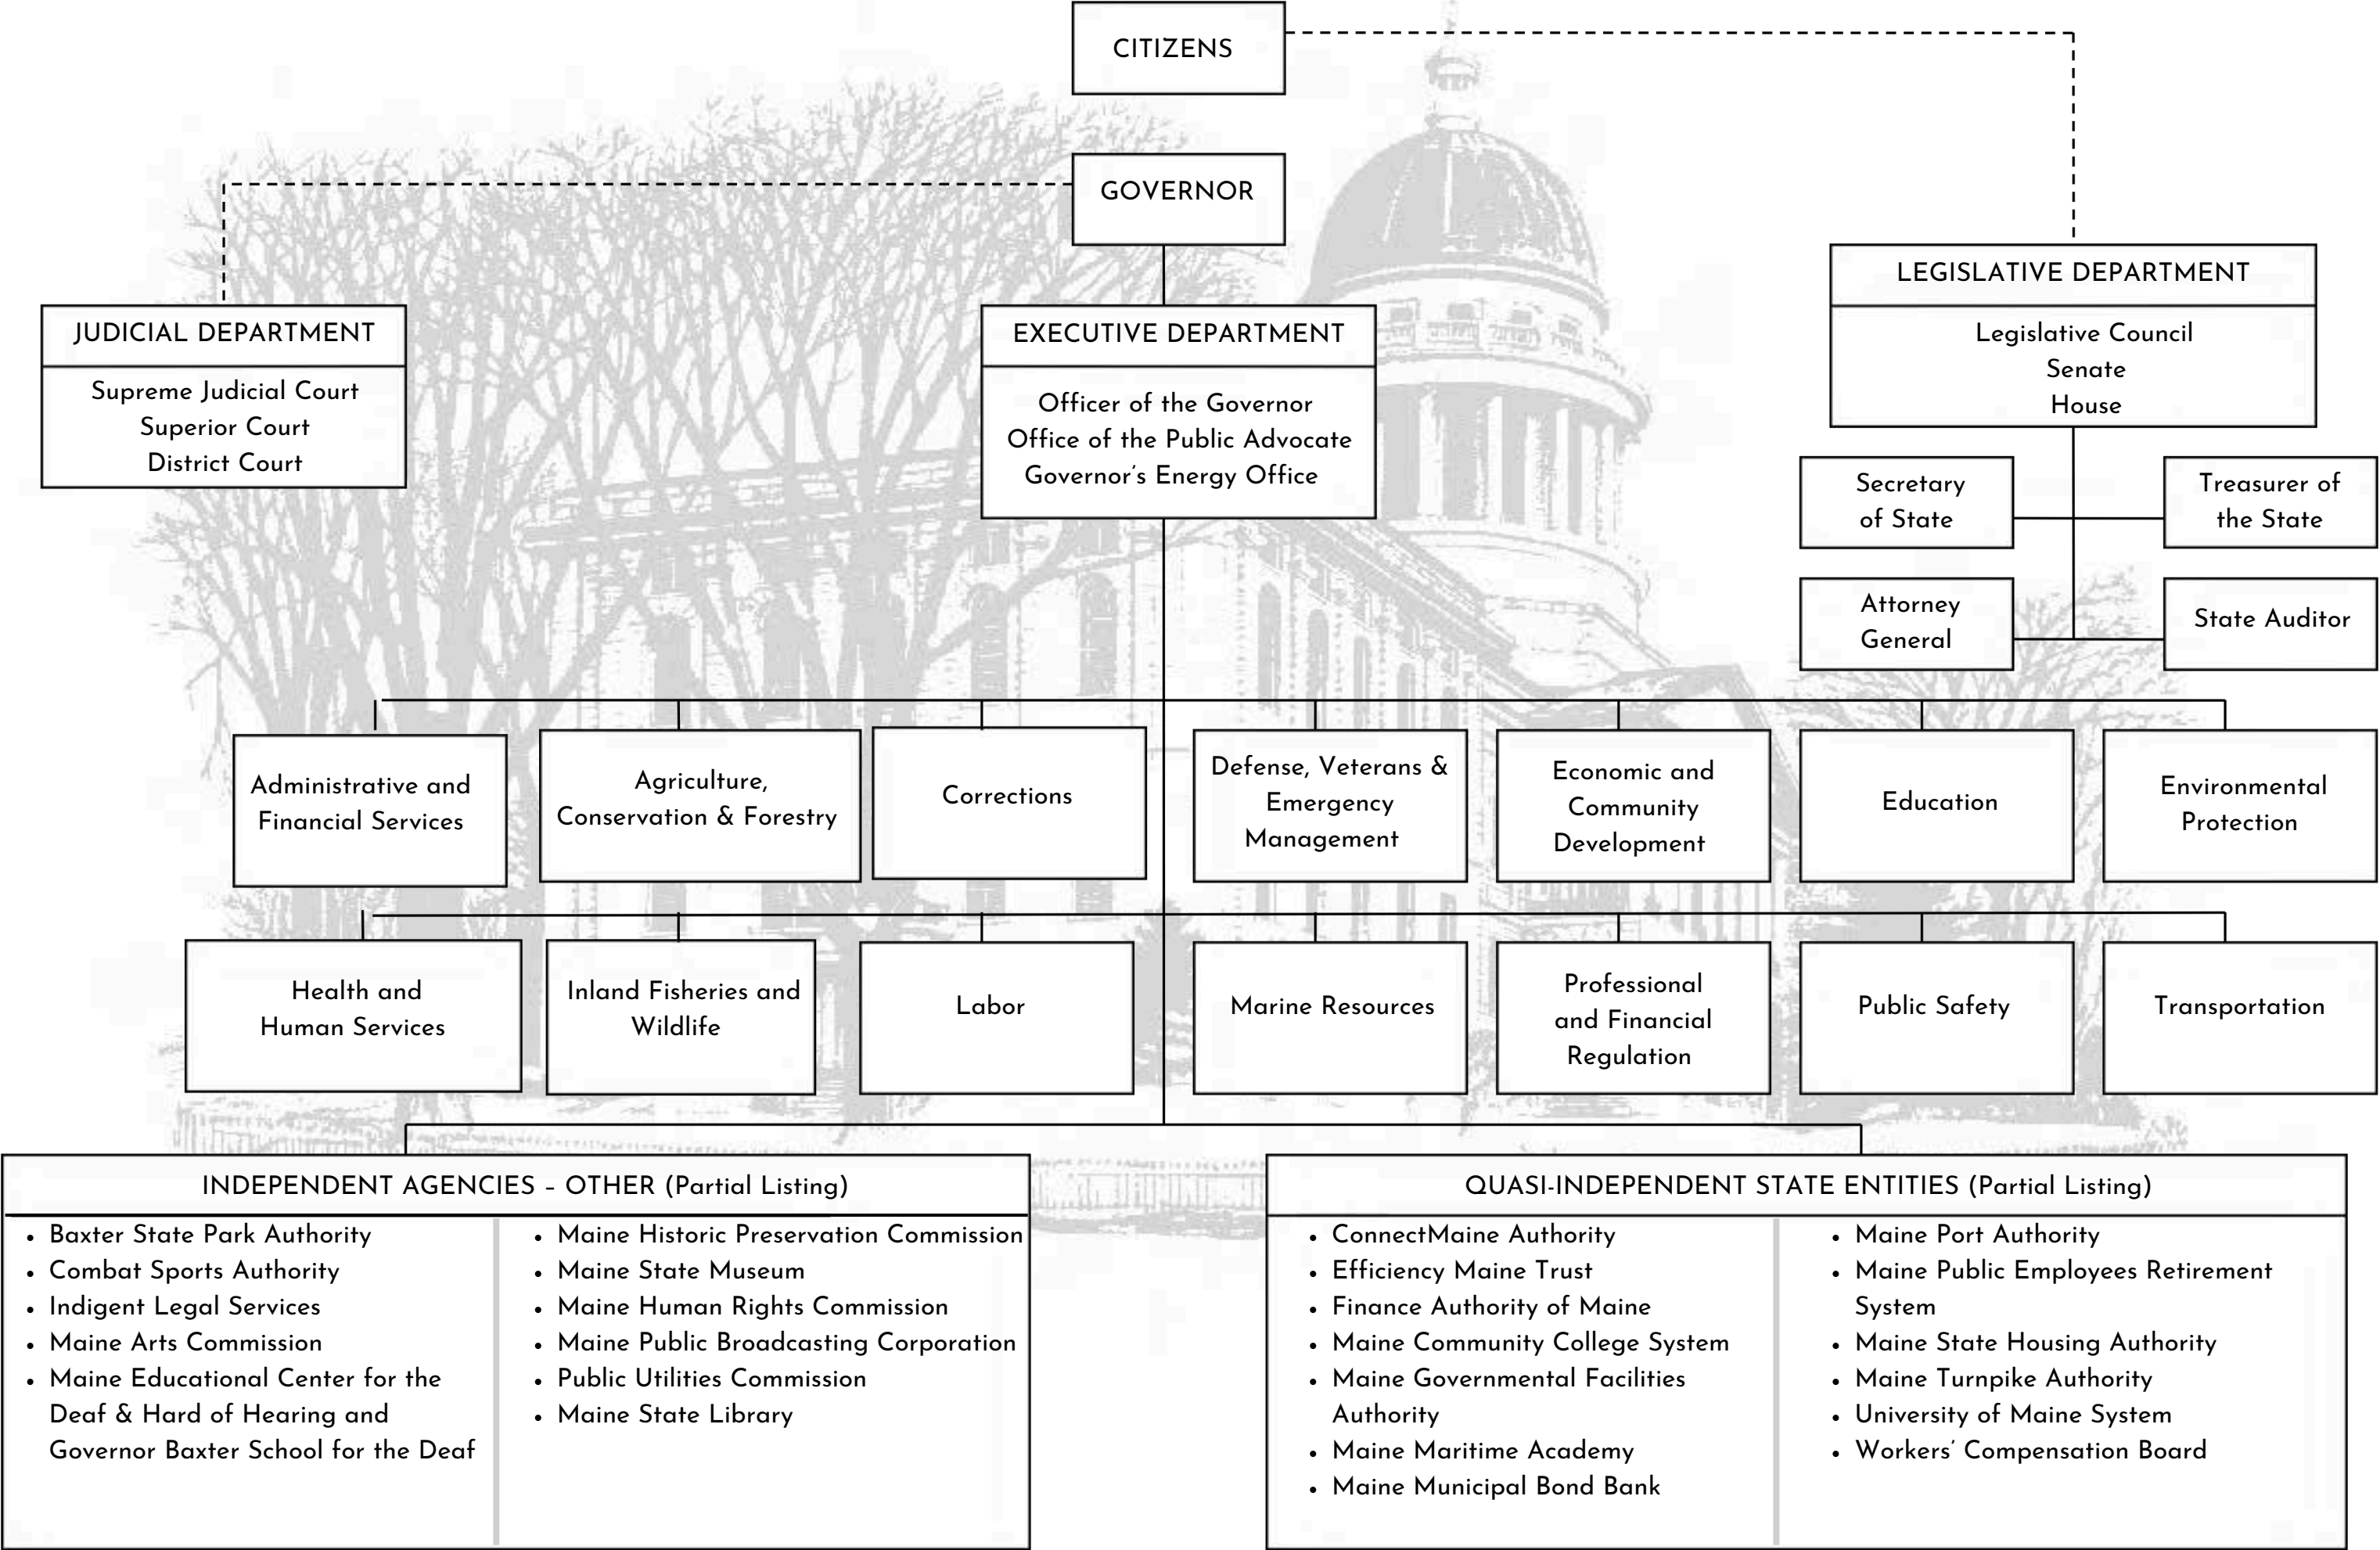 CITIZENS
GOVERNOR
JUDICIAL DEPARTMENT
Supreme Judicial Court
Superior Court
District Court
EXECUTIVE DEPARTMENT
Officer of the Governor
Office of the Public Advocate
Governor's Energy Office
LEGISLATIVE DEPARTMENT
Legislative Council
Senate
House
Secretary
of State
Treasurer of
the State
Attorney
General
State Auditor
Administrative and
Financial Services
Agriculture,
Conservation & Forestry
Corrections
Defense, Veterans &
Emergency
Management
Economic and
Community
Development
Education
Environmental
Protection
Health and
Human Services
Inland Fisheries and
Wildlife
Labor
Marine Resources
Professional
and Financial
Regulation
Public Safety
Transportation
INDEPENDENT AGENCIES – OTHER (Partial Listing)
• Baxter State Park Authority
• Combat Sports Authority
• Indigent Legal Services
• Maine Arts Commission
• Maine Educational Center for the
Deaf & Hard of Hearing and
Governor Baxter School for the Deaf
• Maine Historic Preservation Commission
• Maine State Museum
• Maine Human Rights Commission
• Maine Public Broadcasting Corporation
• Public Utilities Commission
• Maine State Library
QUASI-INDEPENDENT STATE ENTITIES (Partial Listing)
• ConnectMaine Authority
• Efficiency Maine Trust
• Finance Authority of Maine
• Maine Community College System
• Maine Governmental Facilities
Authority
• Maine Maritime Academy
• Maine Municipal Bond Bank
• Maine Port Authority
• Maine Public Employees Retirement
System
• Maine State Housing Authority
• Maine Turnpike Authority
• University of Maine System
• Workers' Compensation Board